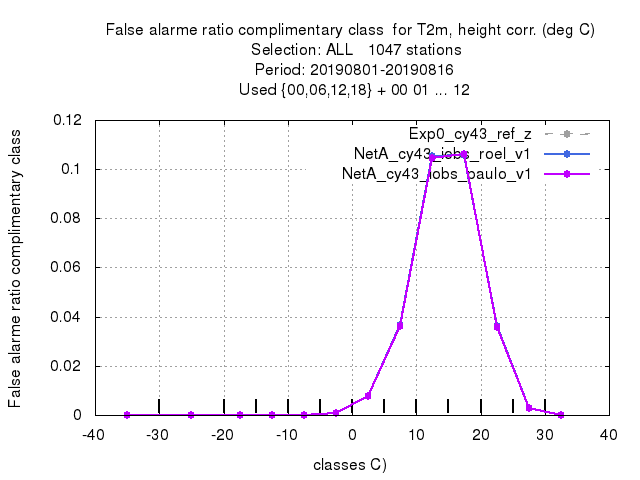 False alarme ratio complimentary class  for T2m, height corr. (deg C)
Selection: ALL   1047 stations
Period: 20190801-20190816
Used {00,06,12,18} + 00 01 ... 12
Exp0_cy43_ref_z
NetA_cy43_iobs_roel_v1
NetA_cy43_iobs_paulo_v1
False alarme ratio complimentary class
0.12
0.1
0.08
0.06
0.04
0.02
0
-40 -30 -20 -10 0 10 20 30 40
classes C)